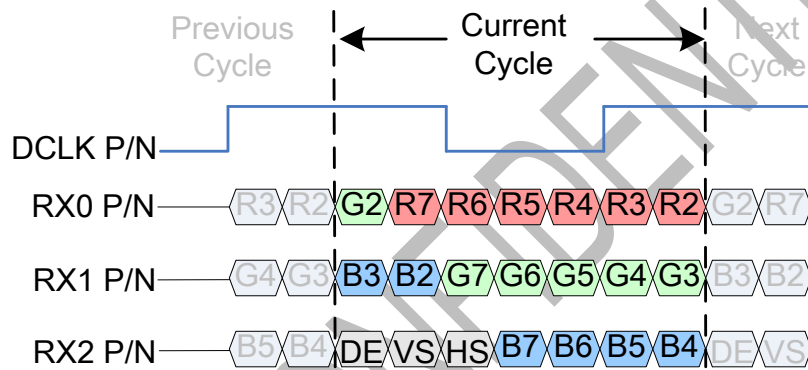 Previous Cycle Current Cycle Next Cycle
DCLK P/N
RX0 P/N R3 R2 G2 R7 R6 R5 R4 R3 R2 G2 R7
RX1 P/N G4 G3 B3 B2 G7 G6 G5 G4 G3 B3 B2
RX2 P/N B5 B4 DE VS HS B7 B6 B5 B4 DE VS